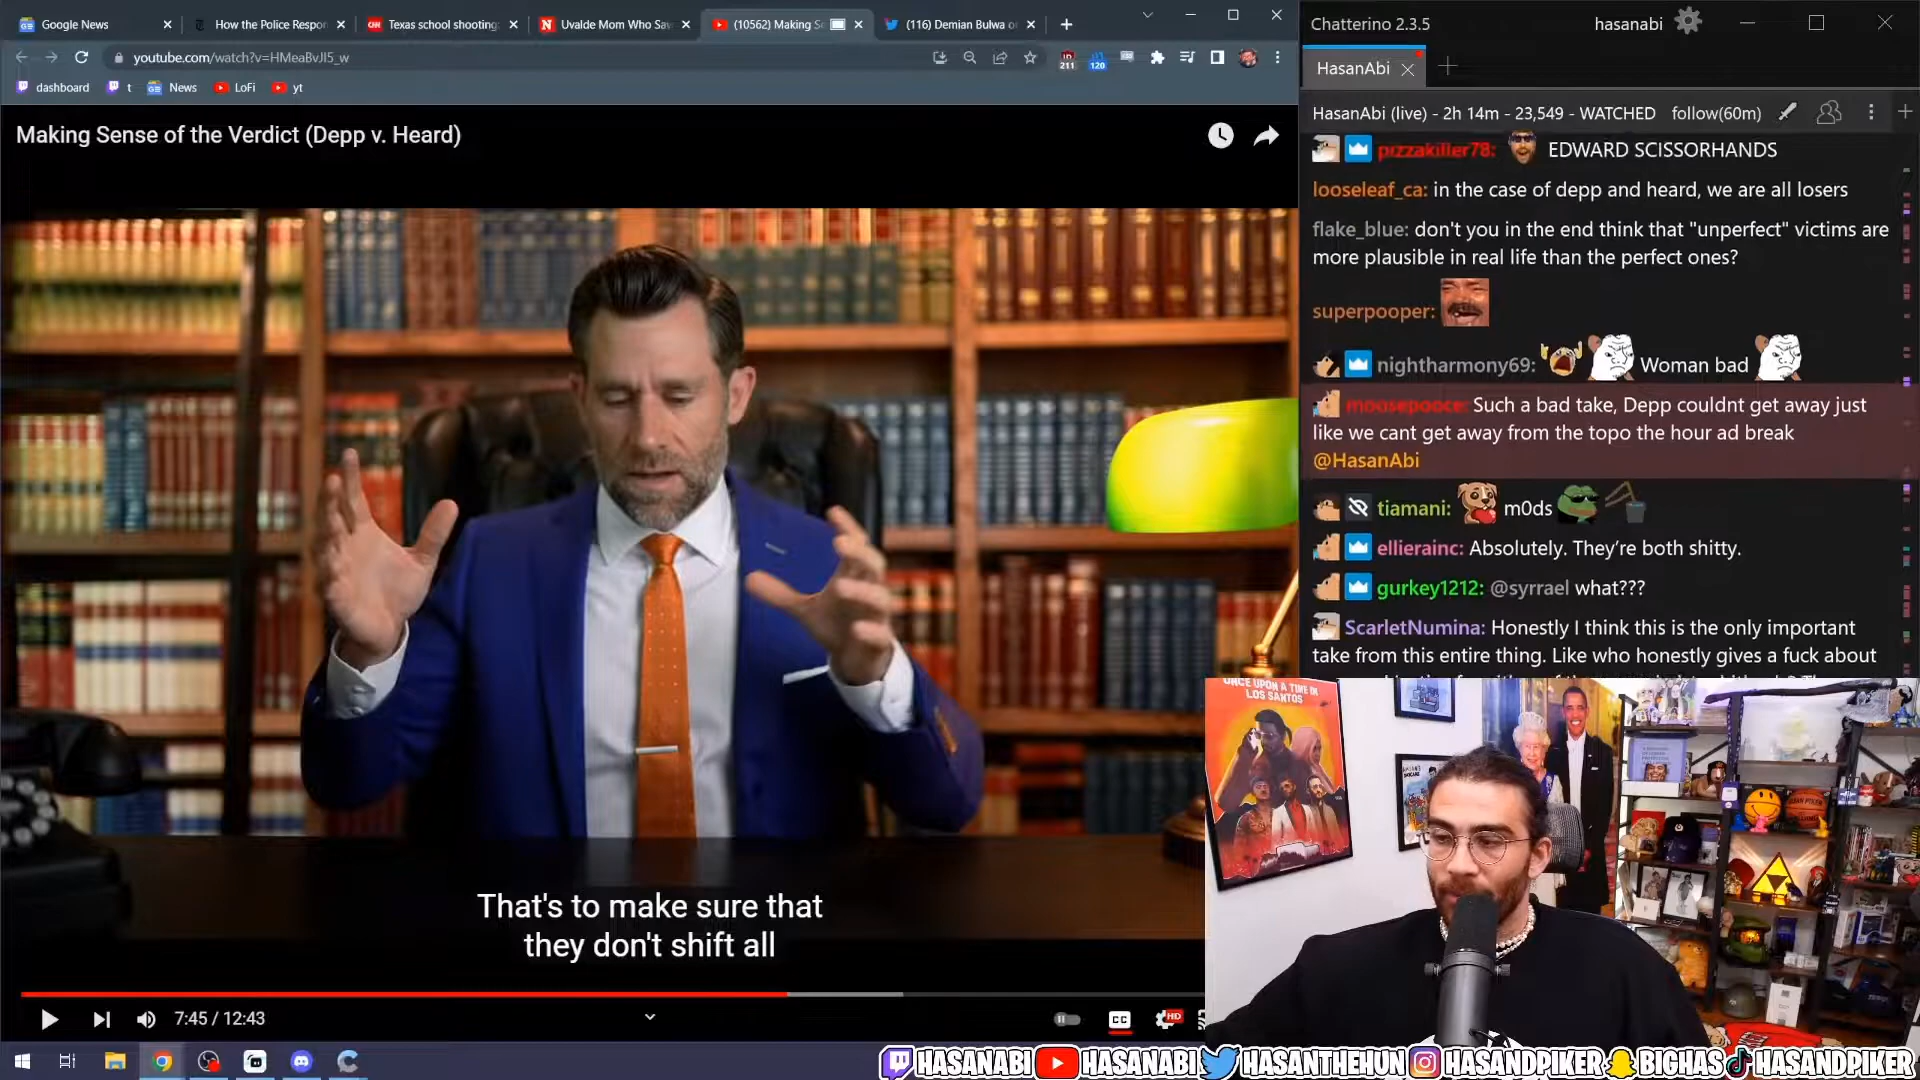 Google News
How the Police Respon
Texas school shooting:
Uvalde Mom Who Sav
(10562) Making Se
(116) Demian Bulwa o
youtube.com/watch?v=HMeaBvJI5_w
211
120
dashboard
t
News
LoFi
yt
Making Sense of the Verdict (Depp v. Heard)
That's to make sure that
they don't shift all
7:45 / 12:43
CC
HD
Chatterino 2.3.5
hasanabi
HasanAbi
HasanAbi (live) - 2h 14m - 23,549 - WATCHED
follow(60m)
pizzakiller78: EDWARD SCISSORHANDS
looseleaf_ca: in the case of depp and heard, we are all losers
flake_blue: don't you in the end think that "unperfect" victims are
more plausible in real life than the perfect ones?
superpooper:
nightharmony69: Woman bad
moosepooce: Such a bad take, Depp couldnt get away just
like we cant get away from the topo the hour ad break
@HasanAbi
tiamani: m0ds
ellierainc: Absolutely. They're both shitty.
gurkey1212: @syrrael what???
ScarletNumina: Honestly I think this is the only important
take from this entire thing. Like who honestly gives a fuck about
ONCE UPON A TIME IN
LOS SANTOS
HASANABI HASANABI HASANTHEHUN HASANDPIKER BIGHAS HASANDPIKER